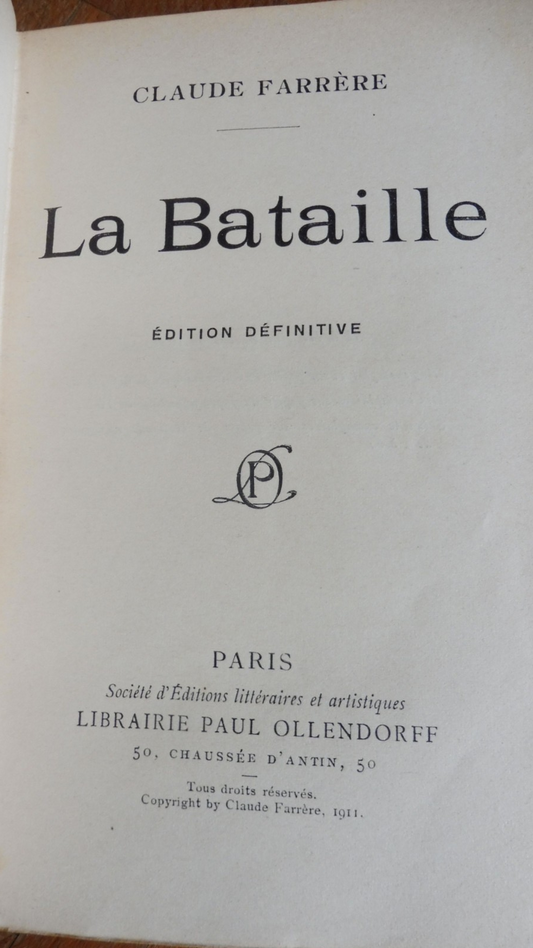 CLAUDE FARRÈRE
La Bataille
ÉDITION DÉFINITIVE
PARIS
Société d'Éditions littéraires et artistiques
LIBRAIRIE PAUL OLLENDORFF
50, CHAUSSÉE D'ANTIN, 50
Tous droits réservés.
Copyright by Claude Farrère, 1911.